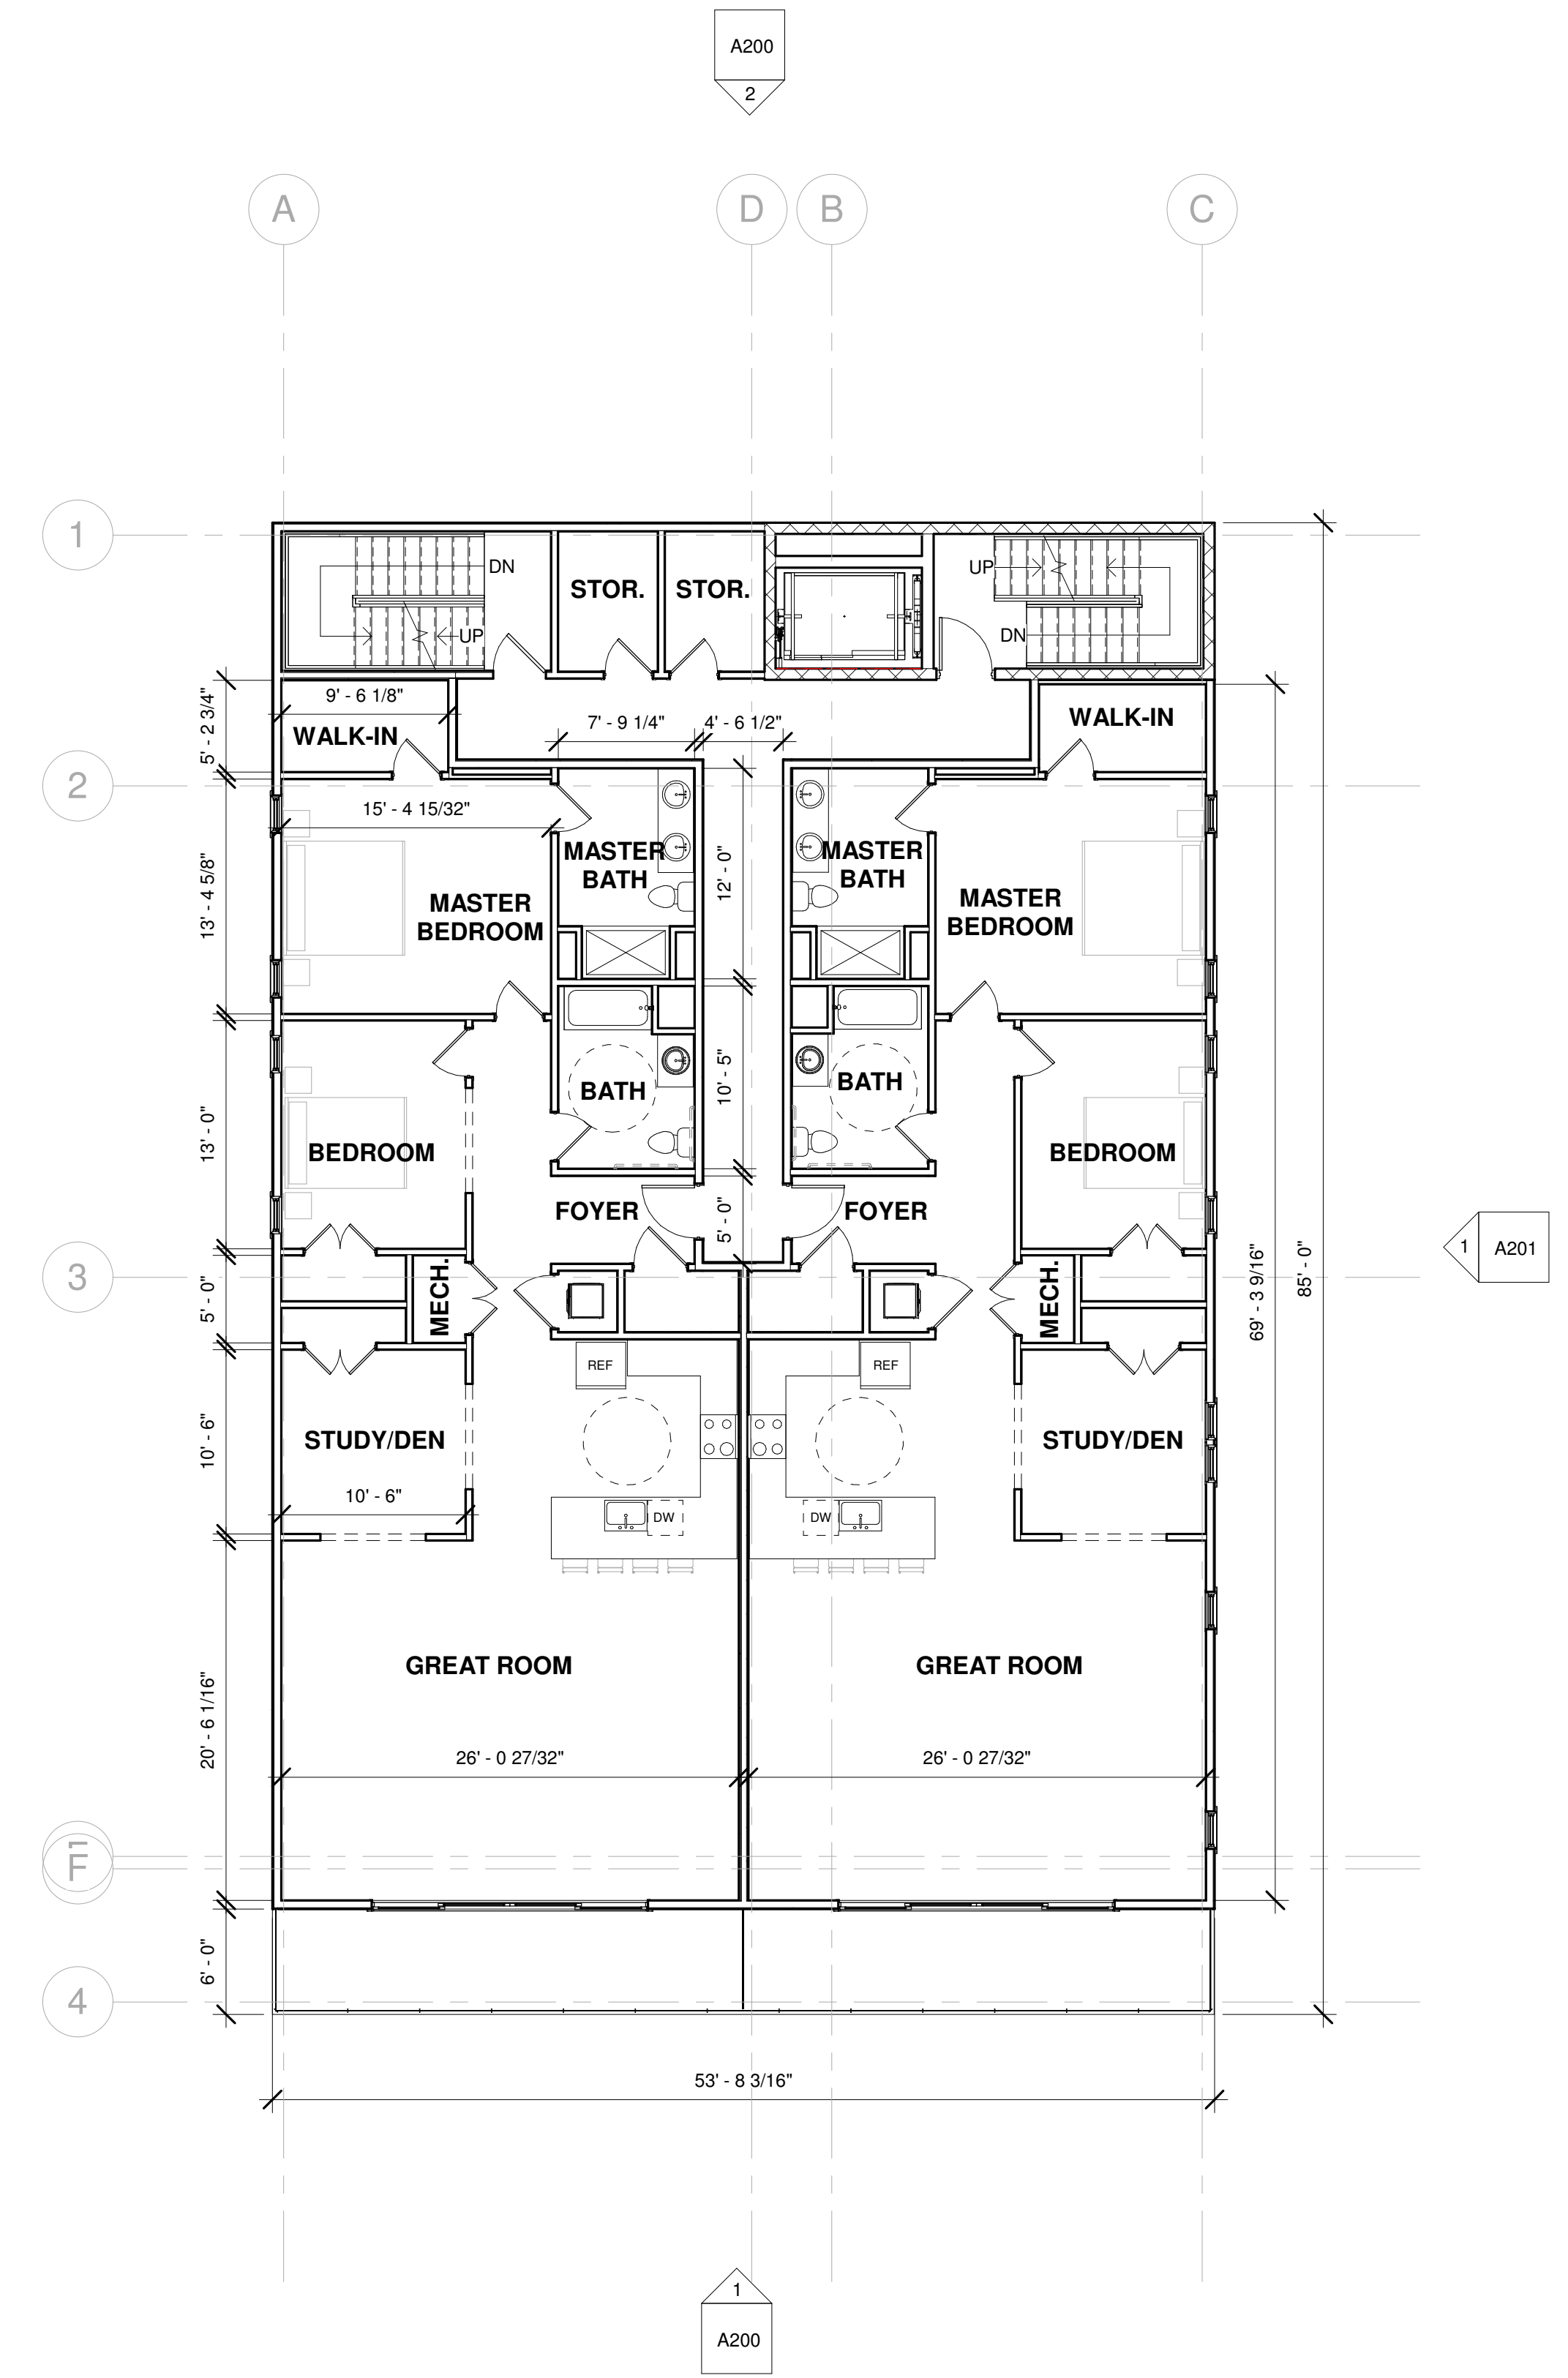 A200
2
A
D
B
C
1
DN
UP
STOR.
STOR.
UP
DN
9' - 6 1/8"
WALK-IN
5' - 2 3/4"
7' - 9 1/4"
4' - 6 1/2"
WALK-IN
2
15' - 4 15/32"
13' - 4 5/8"
MASTER
BATH
12' - 0"
MASTER
BATH
MASTER
BEDROOM
MASTER
BEDROOM
10' - 5"
BATH
BATH
13' - 0"
BEDROOM
BEDROOM
FOYER
5' - 0"
FOYER
3
5' - 0"
MECH.
MECH.
69' - 3 9/16"
85' - 0"
1
A201
REF
REF
10' - 6"
STUDY/DEN
STUDY/DEN
10' - 6"
DW
DW
GREAT ROOM
GREAT ROOM
20' - 6 1/16"
26' - 0 27/32"
26' - 0 27/32"
F
6' - 0"
4
53' - 8 3/16"
1
A200